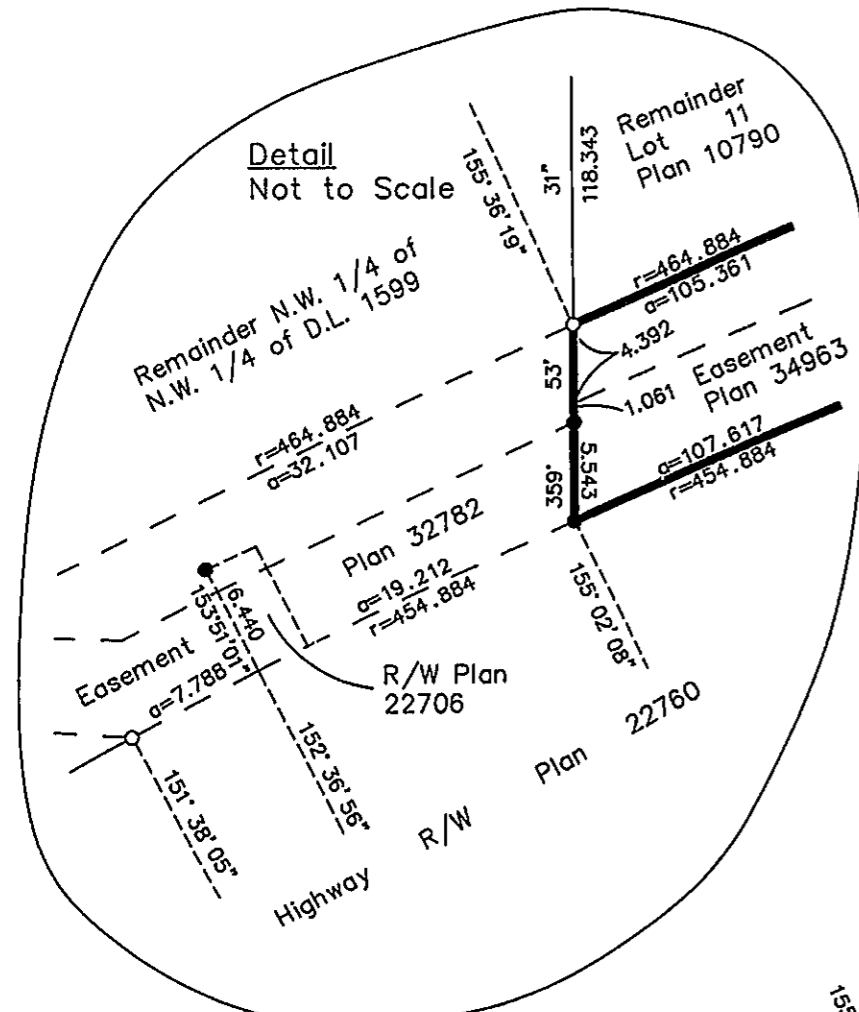 Detail
Not to Scale
155° 36' 19"
31"
118.343
Remainder
Lot 11
Plan 10790
Remainder N.W. 1/4 of
N.W. 1/4 of D.L. 1599
r=464.884
a=105.361
4.392
53'
1.061
Easement
Plan 34963
r=464.884
a=32.107
359°
5.543
a=107.617
r=454.884
Plan 32782
a=19.212
r=454.884
6.440
153°51'01"
Easement
a=7.788
R/W Plan
22706
155° 02' 08"
151° 38' 05"
152° 36' 56"
Highway R/W Plan 22760
155